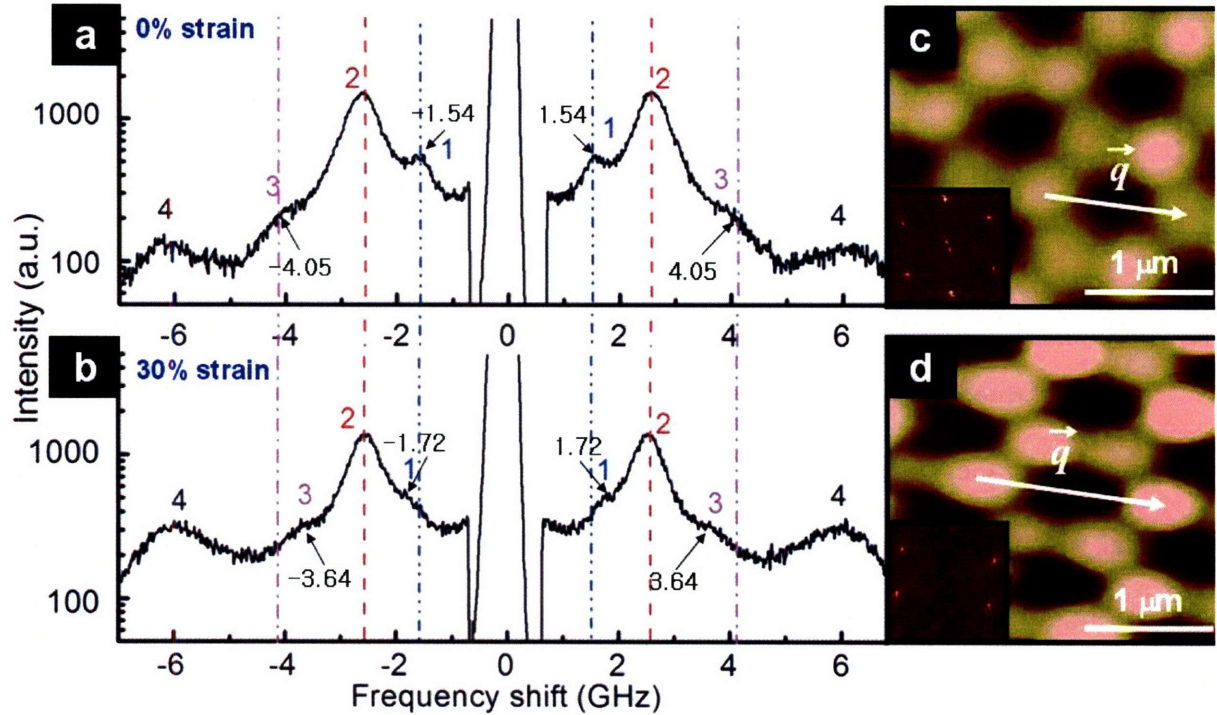 a
0% strain
c
1000
100
2
−1.54
1
3
4
−4.05
1.54
1
2
3
4
4.05
q
1 μm
-6 -4 -2 0 2 4 6
Intensity (a.u.)
b
30% strain
d
1000
100
2
−1.72
1
3
4
−3.64
1.72
1
2
3
4
3.64
q
1 μm
-6 -4 -2 0 2 4 6
Frequency shift (GHz)